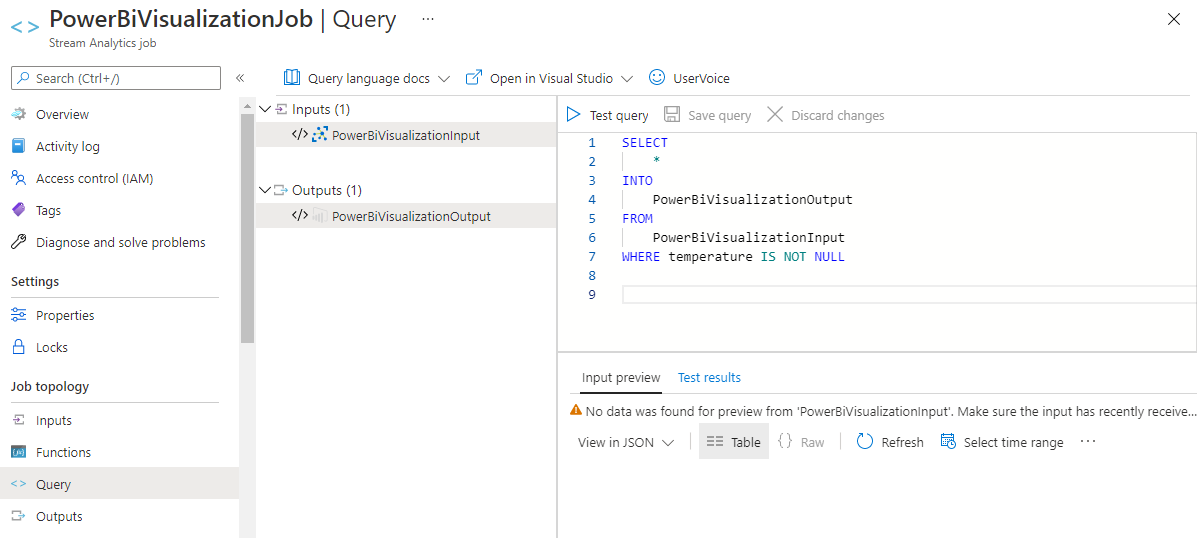 PowerBiVisualizationJob | Query ...
Stream Analytics job
Search (Ctrl+/)
«
Overview
Activity log
Access control (IAM)
Tags
Diagnose and solve problems
Settings
Properties
Locks
Job topology
Inputs
Functions
Query
Outputs
Query language docs
Open in Visual Studio
UserVoice
Inputs (1)
</> PowerBiVisualizationInput
Outputs (1)
</> PowerBiVisualizationOutput
Test query
Save query
Discard changes
1 SELECT
2 *
3 INTO
4 PowerBiVisualizationOutput
5 FROM
6 PowerBiVisualizationInput
7 WHERE temperature IS NOT NULL
8
9
Input preview
Test results
No data was found for preview from 'PowerBiVisualizationInput'. Make sure the input has recently receive...
View in JSON
Table
{} Raw
Refresh
Select time range
...